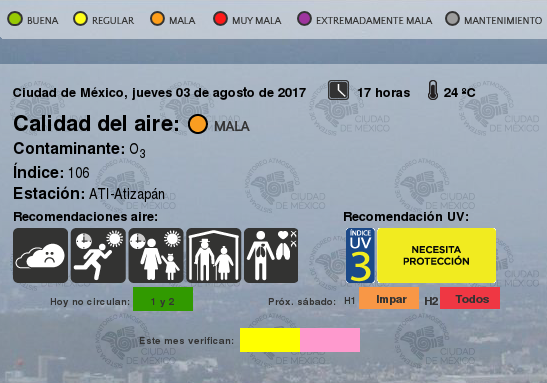 BUENA REGULAR MALA MUY MALA EXTREMADAMENTE MALA MANTENIMIENTO
Ciudad de México, jueves 03 de agosto de 2017 17 horas 24 ºC
Calidad del aire: MALA
Contaminante: O3
Índice: 106
Estación: ATI-Atizapán
Recomendaciones aire: Recomendación UV:
ÍNDICE
UV
3
NECESITA
PROTECCIÓN
Hoy no circulan: 1 y 2 Próx. sábado: H1 Impar H2 Todos
Este mes verifican:
CIUDAD
DE MÉXICO